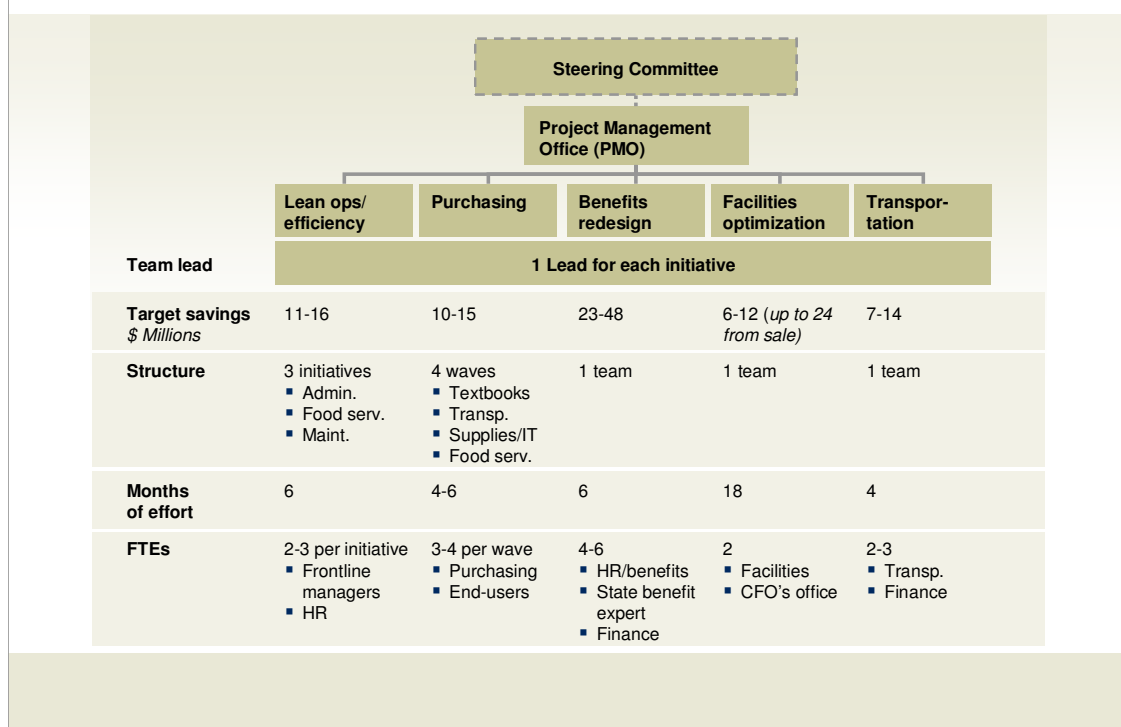 Steering Committee
Project Management
Office (PMO)
Lean ops/
efficiency
Purchasing
Benefits
redesign
Facilities
optimization
Transpor-
tation
Team lead
1 Lead for each initiative
Target savings
$ Millions
11-16
10-15
23-48
6-12 (up to 24
from sale)
7-14
Structure
3 initiatives
▪ Admin.
▪ Food serv.
▪ Maint.
4 waves
▪ Textbooks
▪ Transp.
▪ Supplies/IT
▪ Food serv.
1 team
1 team
1 team
Months
of effort
6
4-6
6
18
4
FTEs
2-3 per initiative
▪ Frontline
managers
▪ HR
3-4 per wave
▪ Purchasing
▪ End-users
4-6
▪ HR/benefits
▪ State benefit
expert
▪ Finance
2
▪ Facilities
▪ CFO's office
2-3
▪ Transp.
▪ Finance